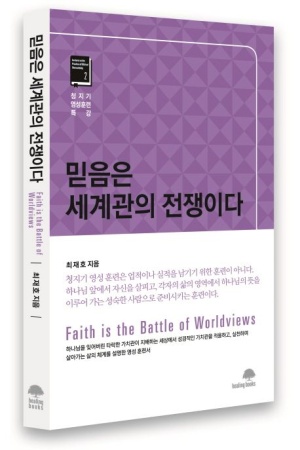 믿음은 세계관의 전쟁이다
Faith is the Battle of
Worldviews
최재호 지음
healing
books
2
청지기
영성훈련
특강
믿음은
세계관의 전쟁이다
최재호 지음
청지기 영성 훈련은 업적이나 실적을 남기기 위한 훈련이 아니다.
하나님 앞에서 자신을 살피고, 각자의 삶의 영역에서 하나님의 뜻을
이루어 가는 성숙한 사람으로 준비시키는 훈련이다.
Faith is the Battle of Worldviews
하나님을 잊어버린 타락한 가치관이 지배하는 세상에서 성경적인 가치관을 적용하고, 실천하며
살아가는 삶의 체계를 설명한 영성 훈련서
healing books